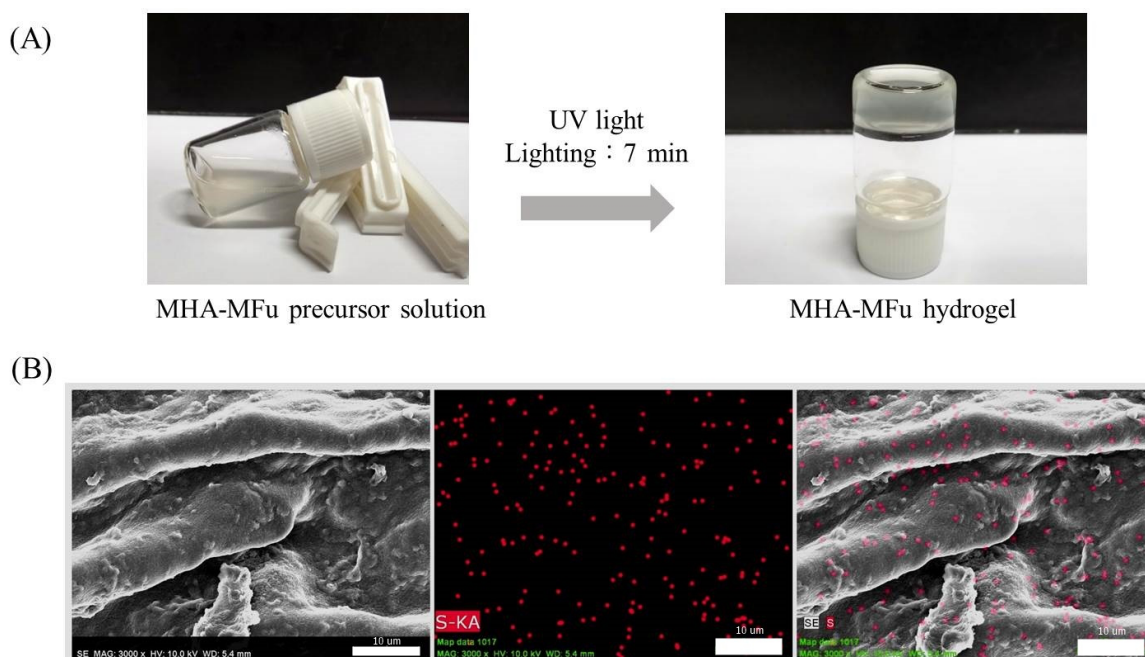 (A)
UV light
Lighting：7 min
MHA-MFu precursor solution
MHA-MFu hydrogel
(B)
S-KA
Map data 1017
MAG: 3000 x HV: 10.0 kV WD: 5.4 mm
10 um
SE MAG: 3000 x HV: 10.0 kV WD: 5.4 mm
10 um
SE S
Map data 1017
MAG: 3000 x
10 um